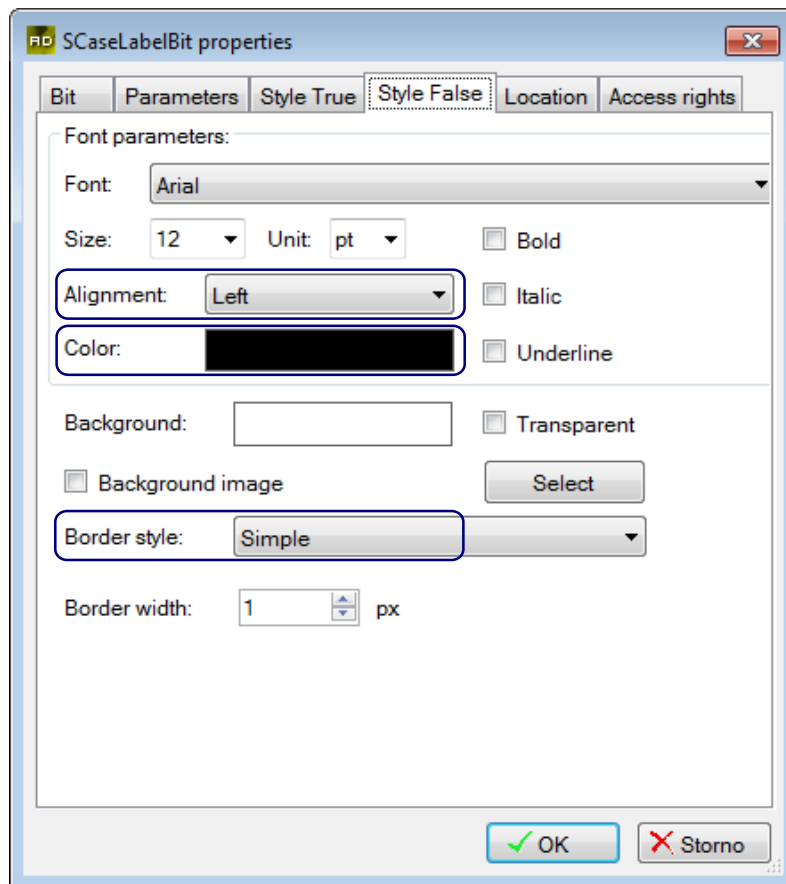 RD SCaseLabelBit properties
Bit Parameters Style True Style False Location Access rights
Font parameters:
Font: Arial
Size: 12 Unit: pt Bold
Alignment: Left Italic
Color: Underline
Background: Transparent
Background image Select
Border style: Simple
Border width: 1 px
OK Storno